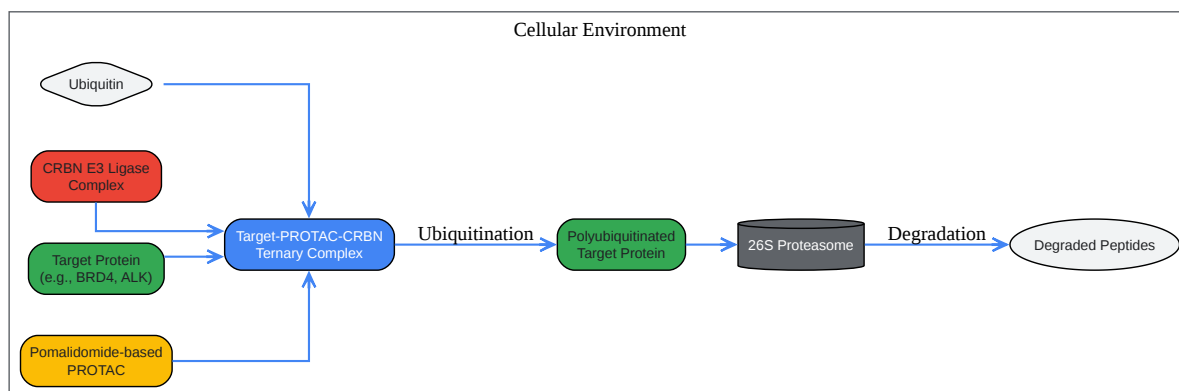 Cellular Environment
Ubiquitin
CRBN E3 Ligase
Complex
Target Protein
(e.g., BRD4, ALK)
Pomalidomide-based
PROTAC
Target-PROTAC-CRBN
Ternary Complex
Ubiquitination
Polyubiquitinated
Target Protein
26S Proteasome
Degradation
Degraded Peptides